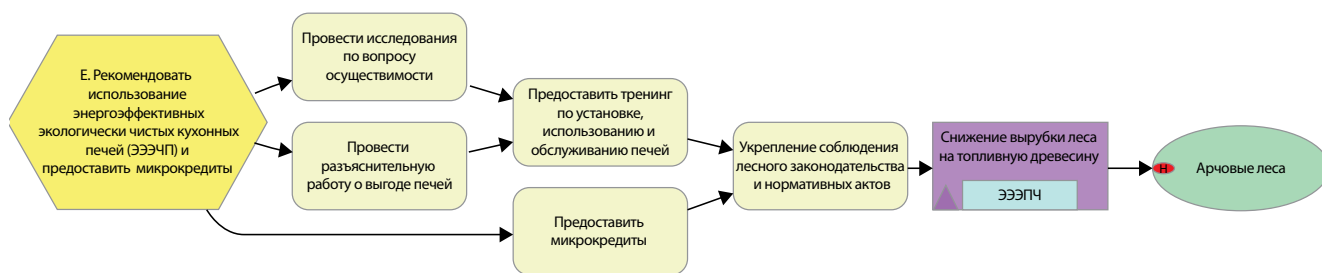 Е. Рекомендовать
использование
энергоэффективных
экологически чистых кухонных
печей (ЭЭЭЧП) и
предоставить микрокредиты
Провести исследования
по вопросу
осуществимости
Провести
разъяснительную
работу о выгоде печей
Предоставить тренинг
по установке,
использованию и
обслуживанию печей
Предоставить
микрокредиты
Укрепление соблюдения
лесного законодательства
и нормативных актов
Снижение вырубки леса
на топливную древесину
ЭЭЭПЧ
Н
Арчовые леса